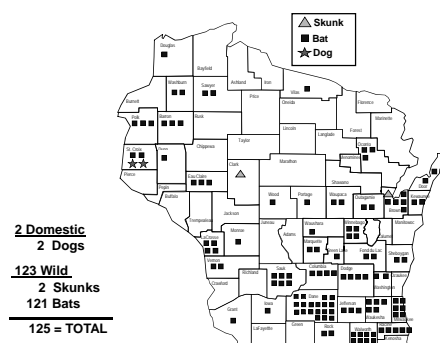 Skunk
Bat
Dog
Douglas
Bayfield
Ashland
Iron
Vilas
Washburn
Sawyer
Burnett
Price
Oneida
Florence
Forest
Marinette
Polk
Barron
Rusk
Lincoln
Langlade
Taylor
Oconto
Chippewa
St. Croix
Dunn
Clark
Marathon
Menominee
Shawano
Door
Pierce
Pepin
Eau Claire
Buffalo
Trempealeau
Jackson
Wood
Portage
Waupaca
Outagamie
Brown
Kewaunee
LaCrosse
Monroe
Juneau
Adams
Waushara
Winnebago
Calumet
Manitowoc
Marquette
Green Lake
Fond du Lac
Sheboygan
Vernon
Crawford
Richland
Sauk
Columbia
Dodge
Washington
Ozaukee
Grant
Iowa
Dane
Jefferson
Waukesha
Milwaukee
LaFayette
Green
Rock
Walworth
Racine
Kenosha
2 Domestic
2 Dogs
123 Wild
2 Skunks
121 Bats
125 = TOTAL